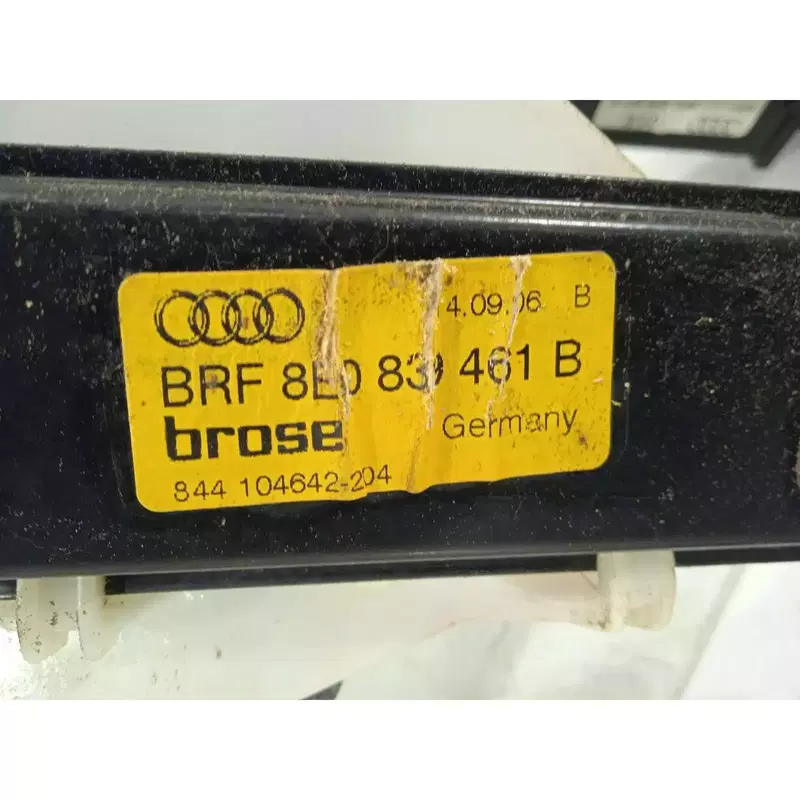 4.09.06 B
BRF 8E0 839 461 B
brose Germany
844 104642-204